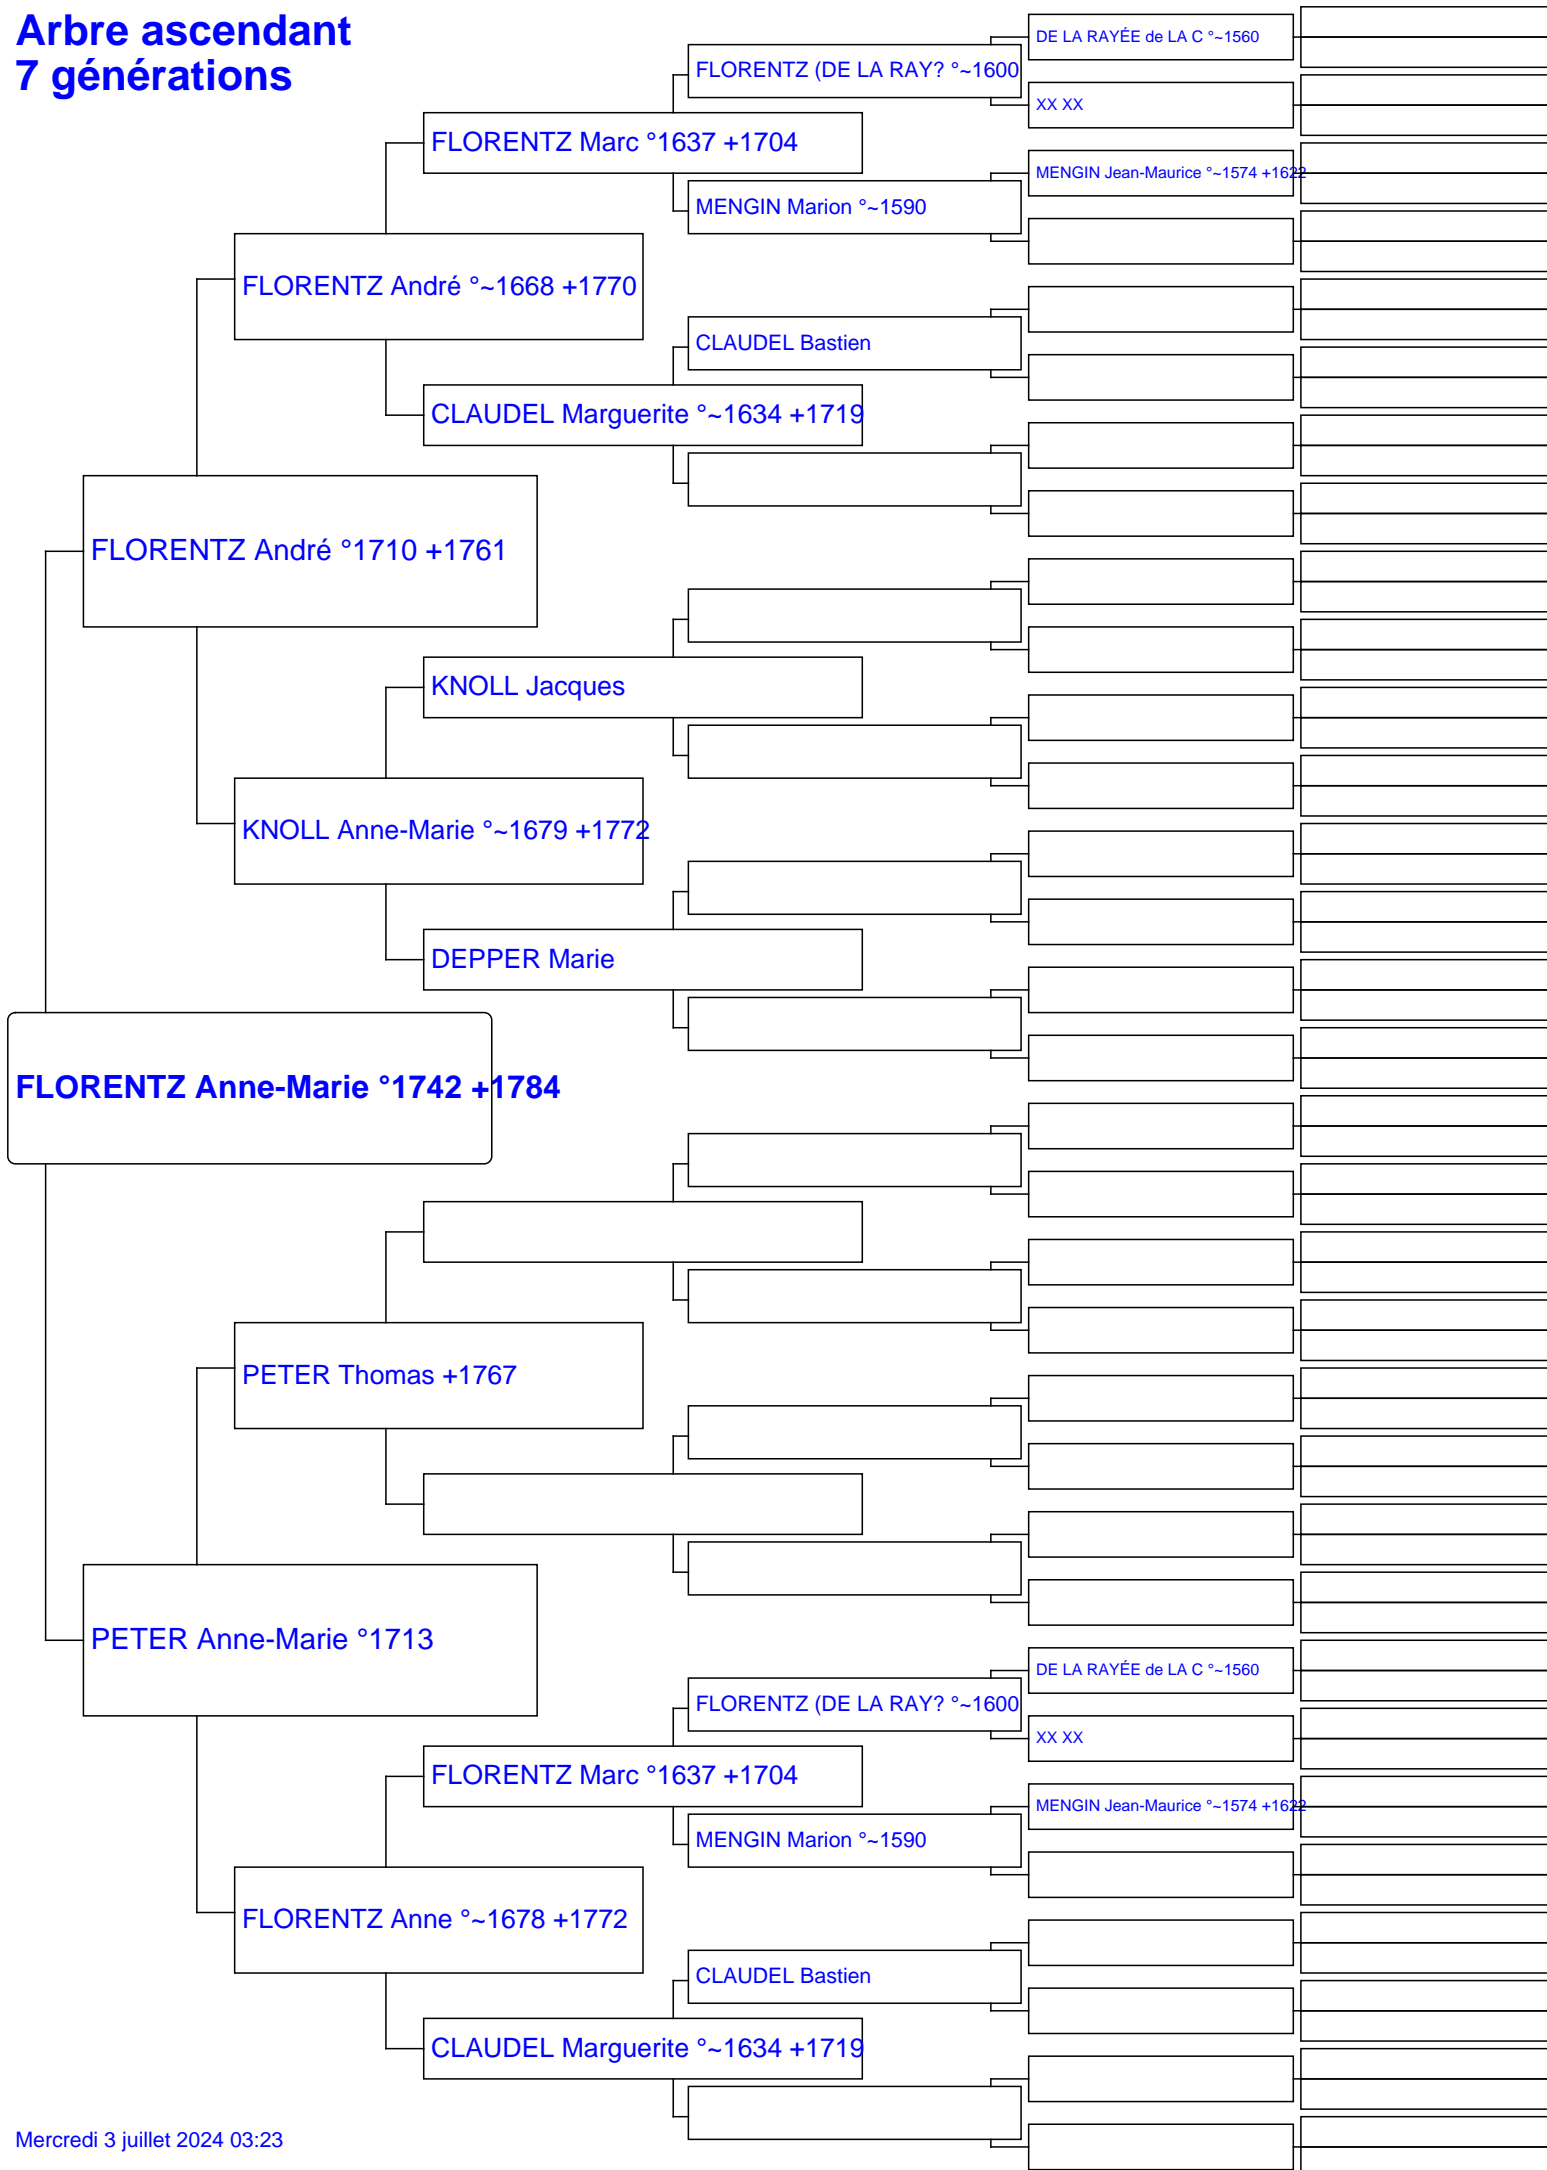 Arbre ascendant
7 générations
DE LA RAYÉE de LA C °~1560
FLORENTZ (DE LA RAY? °~1600
XX XX
FLORENTZ Marc °1637 +1704
MENGIN Jean-Maurice °~1574 +1622
MENGIN Marion °~1590
FLORENTZ André °~1668 +1770
CLAUDEL Bastien
CLAUDEL Marguerite °~1634 +1719
FLORENTZ André °1710 +1761
KNOLL Jacques
KNOLL Anne-Marie °~1679 +1772
DEPPER Marie
FLORENTZ Anne-Marie °1742 +1784
PETER Thomas +1767
PETER Anne-Marie °1713
DE LA RAYÉE de LA C °~1560
FLORENTZ (DE LA RAY? °~1600
XX XX
FLORENTZ Marc °1637 +1704
MENGIN Jean-Maurice °~1574 +1622
MENGIN Marion °~1590
FLORENTZ Anne °~1678 +1772
CLAUDEL Bastien
CLAUDEL Marguerite °~1634 +1719
Mercredi 3 juillet 2024 03:23